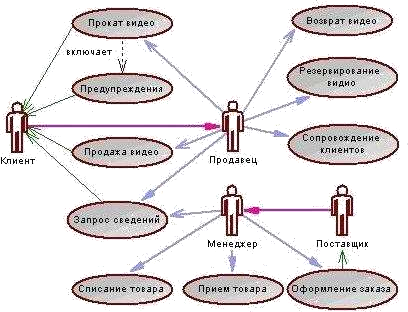 Прокат видео
Возврат видео
включает
Резервирование
видио
Предупреждения
Клиент
Продажа видео
Продавец
Сопровождение
клиентов
Запрос сведений
Менеджер
Поставщик
Списание товара
Прием товара
Оформление заказа